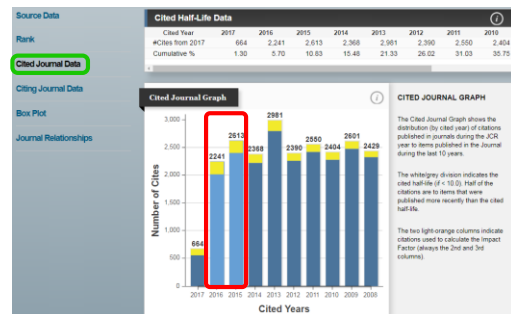 Source Data
Rank
Cited Journal Data
Citing Journal Data
Box Plot
Journal Relationships
Cited Half-Life Data
Cited Year 2017 2016 2015 2014 2013 2012 2011 2010
#Cites from 2017 664 2,241 2,613 2,368 2,981 2,390 2,550 2,404
Cumulative % 1.30 5.70 10.83 15.48 21.33 26.02 31.03 35.75
Cited Journal Graph
Number of Cites
3,000
2,500
2,000
1,500
1,000
500
0
664
2241
2613
2368
2981
2390
2550
2404
2601
2429
2017 2016 2015 2014 2013 2012 2011 2010 2009 2008
Cited Years
CITED JOURNAL GRAPH
The Cited Journal Graph shows the
distribution (by cited year) of citations
published in journals during the JCR
year to items published in the Journal
during the last 10 years.
The white/grey division indicates the
cited half-life (if < 10.0). Half of the
citations are to items that were
published more recently than the cited
half-life.
The two light-orange columns indicate
citations used to calculate the Impact
Factor (always the 2nd and 3rd
columns).